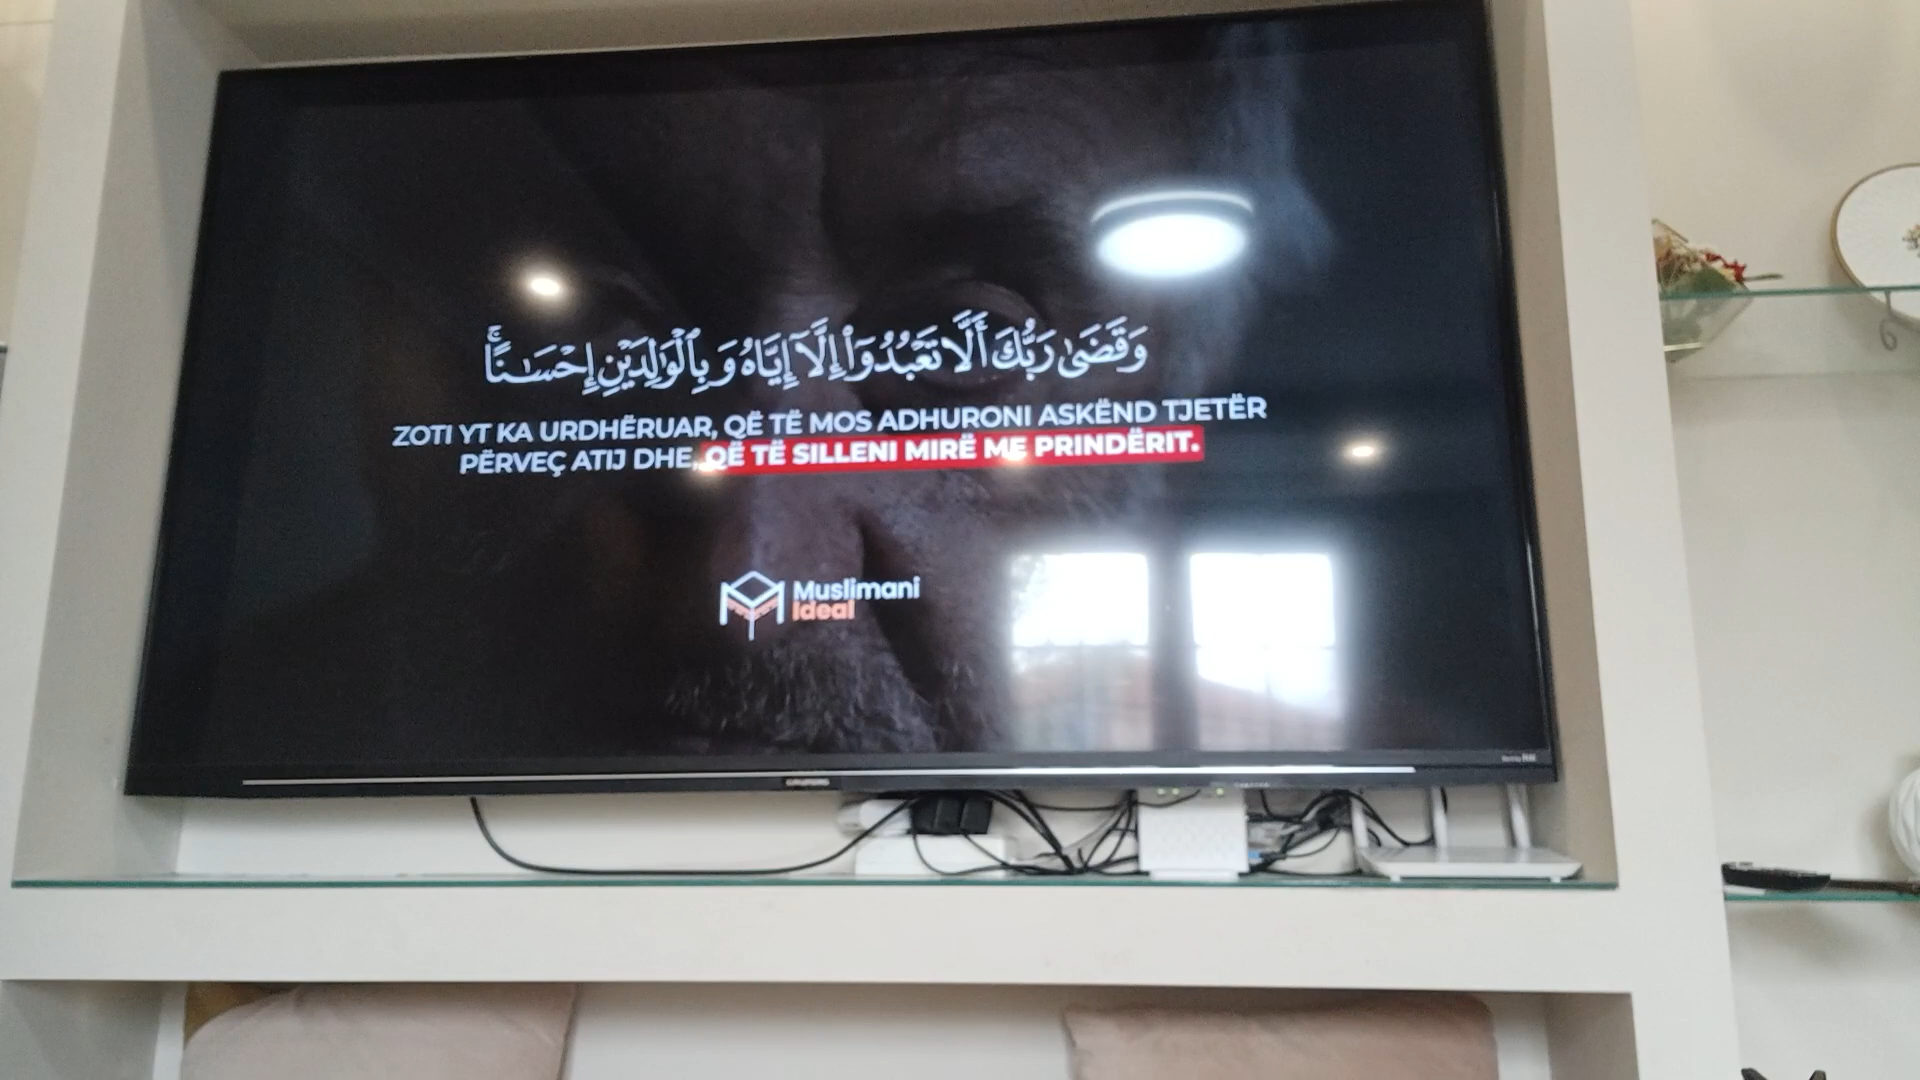 وَقَضَىٰ رَبُّكَ أَلَّا تَعْبُدُوٓا۟ إِلَّآ إِيَّاهُ وَبِٱلْوَٰلِدَيْنِ إِحْسَـٰنًا ۚ
ZOTI YT KA URDHËRUAR, QË TË MOS ADHURONI ASKËND TJETËR
PËRVEÇ ATIJ DHE, QË TË SILLENI MIRË ME PRINDËRIT.
Muslimani
Ideal
GRUNDIG